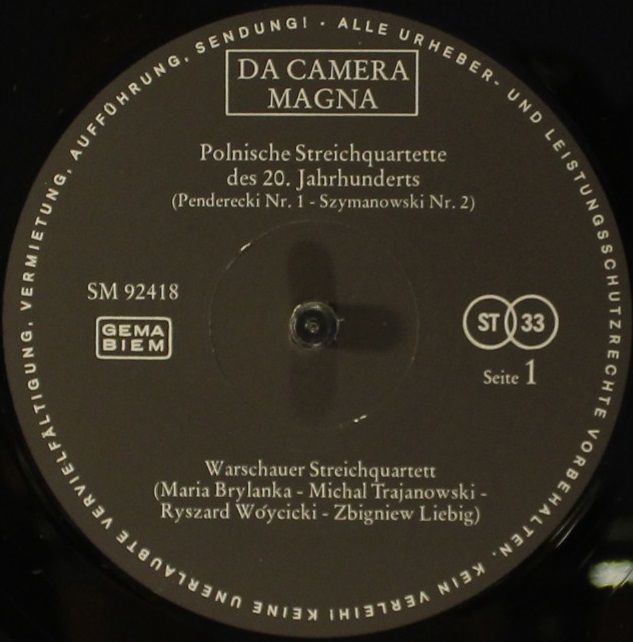 ALLE URHEBER- UND LEISTUNGSSCHUTZRECHTE VORBEHALTEN. KEIN VERLEIH! KEINE UNERLAUBTE VERVIELFÄLTIGUNG, VERMIETUNG, AUFFÜHRUNG, SENDUNG! ·
DA CAMERA
MAGNA
Polnische Streichquartette
des 20. Jahrhunderts
(Penderecki Nr. 1 - Szymanowski Nr. 2)
SM 92418
GEMA
BIEM
ST 33
Seite 1
Warschauer Streichquartett
(Maria Brylanka - Michal Trajanowski -
Ryszard Woýcicki - Zbigniew Liebig)